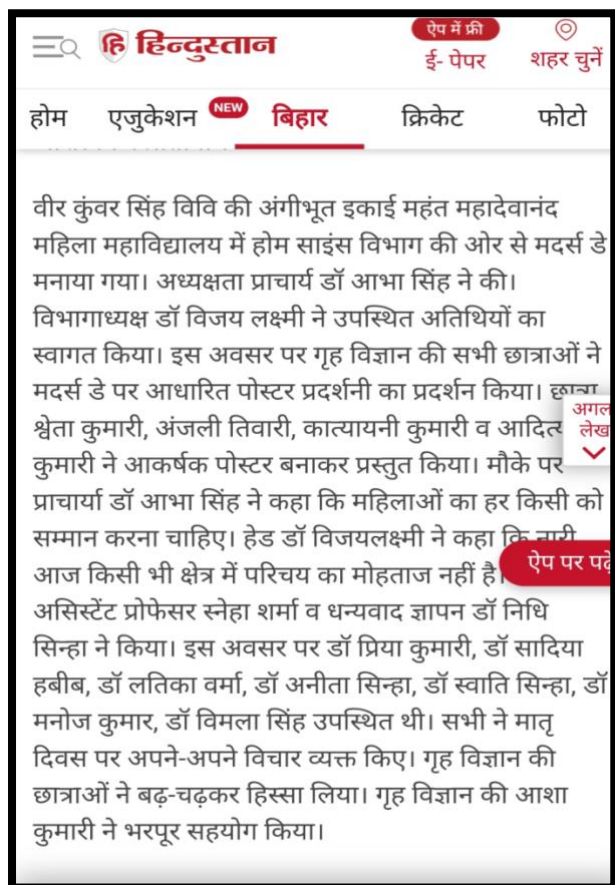 हि हिन्दुस्तान
ऐप में फ्री
ई- पेपर
शहर चुनें
होम एजुकेशन NEW बिहार क्रिकेट फोटो
वीर कुंवर सिंह विवि की अंगीभूत इकाई महंत महादेवानंद
महिला महाविद्यालय में होम साइंस विभाग की ओर से मदर्स डे
मनाया गया। अध्यक्षता प्राचार्य डॉ आभा सिंह ने की।
विभागाध्यक्ष डॉ विजय लक्ष्मी ने उपस्थित अतिथियों का
स्वागत किया। इस अवसर पर गृह विज्ञान की सभी छात्राओं ने
मदर्स डे पर आधारित पोस्टर प्रदर्शनी का प्रदर्शन किया। छात्रा
श्वेता कुमारी, अंजली तिवारी, कात्यायनी कुमारी व
कुमारी ने आकर्षक पोस्टर बनाकर प्रस्तुत किया। मौके पर
प्राचार्या डॉ आभा सिंह ने कहा कि महिलाओं का हर किसी को
सम्मान करना चाहिए। हेड डॉ विजयलक्ष्मी ने कहा कि नारी
आज किसी भी क्षेत्र में परिचय का मोहताज नहीं है
असिस्टेंट प्रोफेसर स्नेहा शर्मा व धन्यवाद ज्ञापन डॉ निधि
सिन्हा ने किया। इस अवसर पर डॉ प्रिया कुमारी, डॉ सादिया
हबीब, डॉ लतिका वर्मा, डॉ अनीता सिन्हा, डॉ स्वाति सिन्हा, डॉ
मनोज कुमार, डॉ विमला सिंह उपस्थित थी। सभी ने मातृ
दिवस पर अपने-अपने विचार व्यक्त किए। गृह विज्ञान की
छात्राओं ने बढ़-चढ़कर हिस्सा लिया। गृह विज्ञान की आशा
कुमारी ने भरपूर सहयोग किया।
लेख
ऐप पर